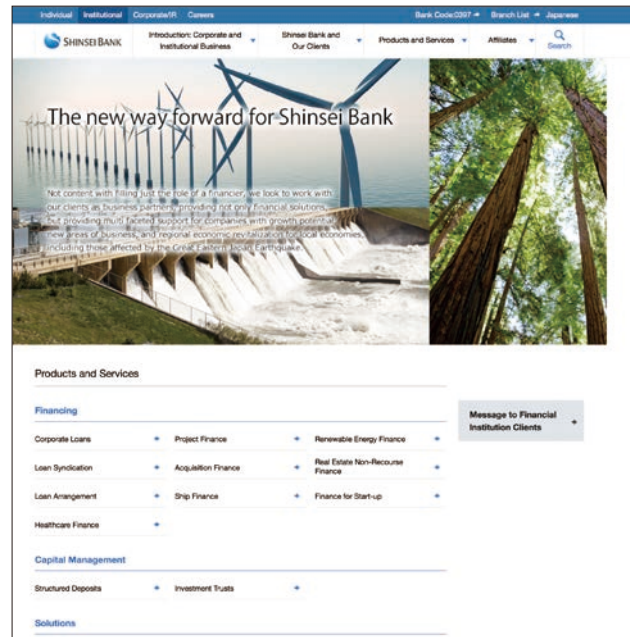 Individual Institutional Corporate/IR Careers Bank Code:0397 Branch List Japanese
SHINSEI BANK
Introduction: Corporate and
Institutional Business
Shinsei Bank and
Our Clients
Products and Services
Affiliates
Search
The new way forward for Shinsei Bank
Not content with filling just the role of a financier, we look to work with
our clients as business partners, providing not only financial solutions,
but providing multi faceted support for companies with growth potential,
new areas of business, and regional economic revitalization for local economies,
including those affected by the Great Eastern Japan Earthquake.
Products and Services
Message to Financial
Institution Clients
Financing
Corporate Loans
Project Finance
Renewable Energy Finance
Loan Syndication
Acquisition Finance
Real Estate Non-Recourse
Finance
Loan Arrangement
Ship Finance
Finance for Start-up
Healthcare Finance
Capital Management
Structured Deposits
Investment Trusts
Solutions